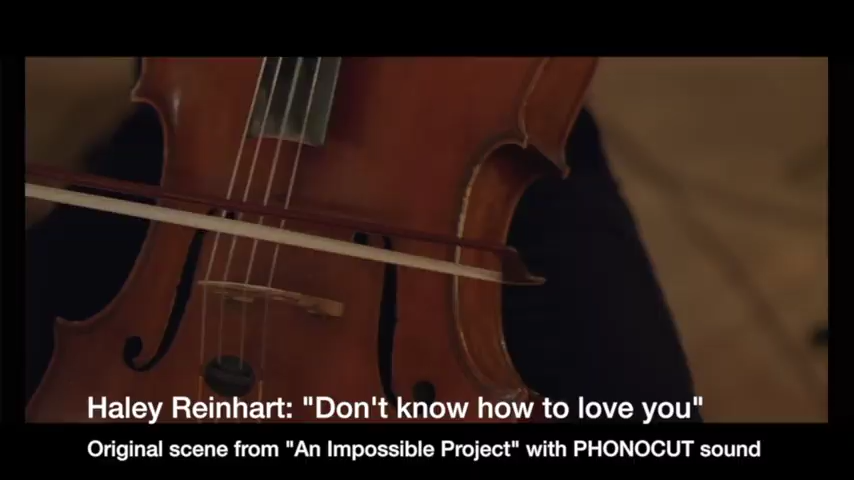 Haley Reinhart: "Don't know how to love you"
Original scene from "An Impossible Project" with PHONOCUT sound